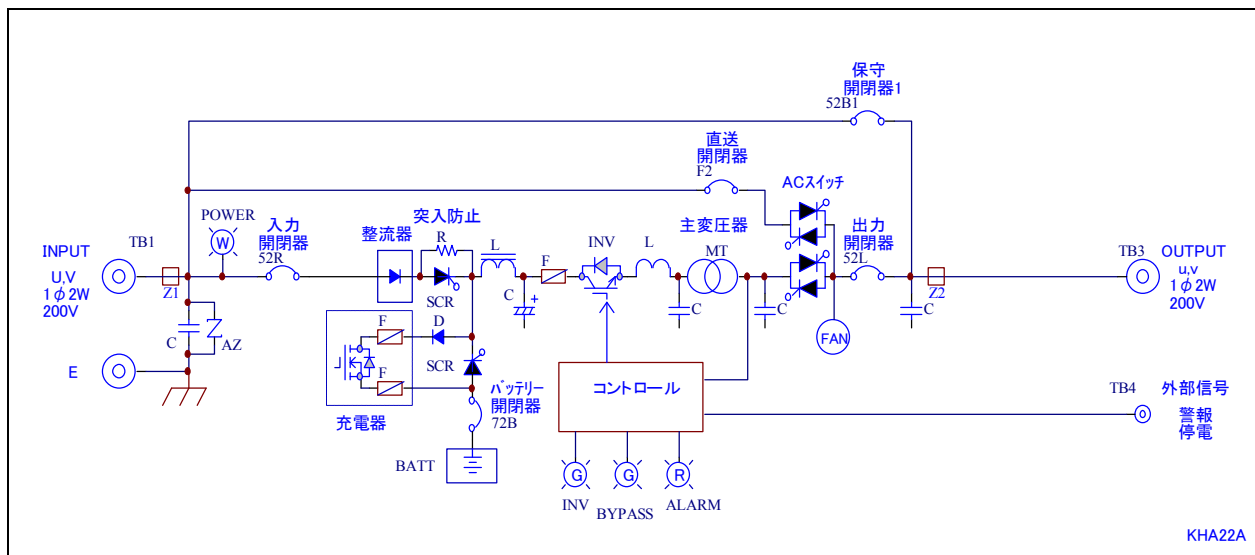 保守
開閉器1
52B1
直送
開閉器
F2
ACスイッチ
POWER
W
入力
開閉器
52R
整流器
突入防止
R
L
INV
L
主変圧器
MT
出力
開閉器
52L
INPUT
TB1
U,V
1φ2W
200V
Z1
SCR
C
+
F
C
C
Z2
C
TB3
OUTPUT
u,v
1φ2W
200V
C
AZ
E
F
D
F
SCR
充電器
バッテリー
開閉器
72B
BATT
コントロール
FAN
TB4
外部信号
警報
停電
G
G
R
INV
BYPASS
ALARM
KHA22A